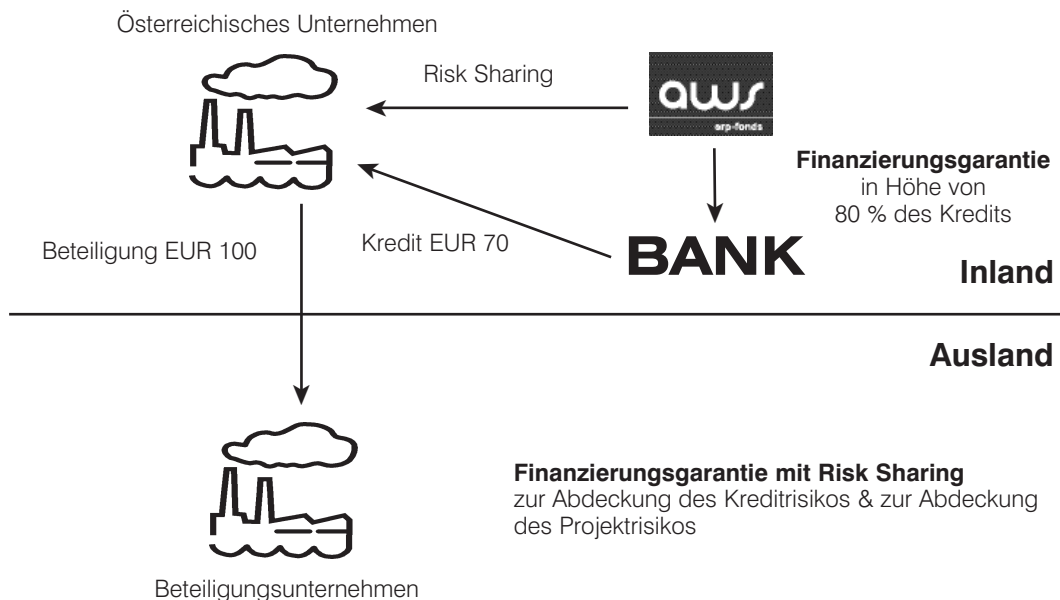 Österreichisches Unternehmen
Risk Sharing
aws
erp-fonds
Finanzierungsgarantie
in Höhe von
80 % des Kredits
Beteiligung EUR 100
Kredit EUR 70
BANK
Inland
Ausland
Finanzierungsgarantie mit Risk Sharing
zur Abdeckung des Kreditrisikos & zur Abdeckung
des Projektrisikos
Beteiligungsunternehmen